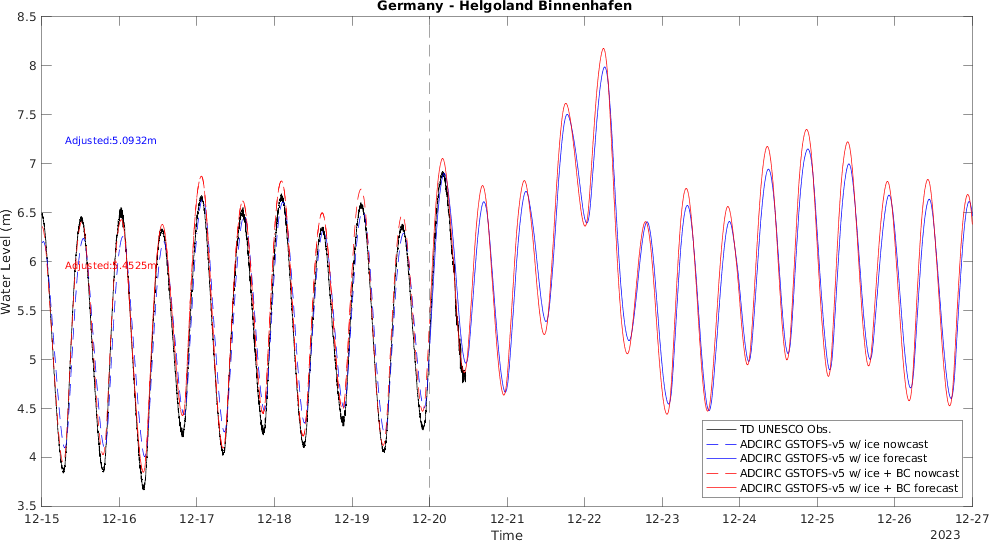 Germany - Helgoland Binnenhafen
8.5
8
7.5
7
6.5
6
5.5
5
4.5
4
3.5
Water Level (m)
Adjusted:5.0932m
Adjusted:5.4525m
TD UNESCO Obs.
ADCIRC GSTOFS-v5 w/ ice nowcast
ADCIRC GSTOFS-v5 w/ ice forecast
ADCIRC GSTOFS-v5 w/ ice + BC nowcast
ADCIRC GSTOFS-v5 w/ ice + BC forecast
12-15 12-16 12-17 12-18 12-19 12-20 12-21 12-22 12-23 12-24 12-25 12-26 12-27
Time
2023